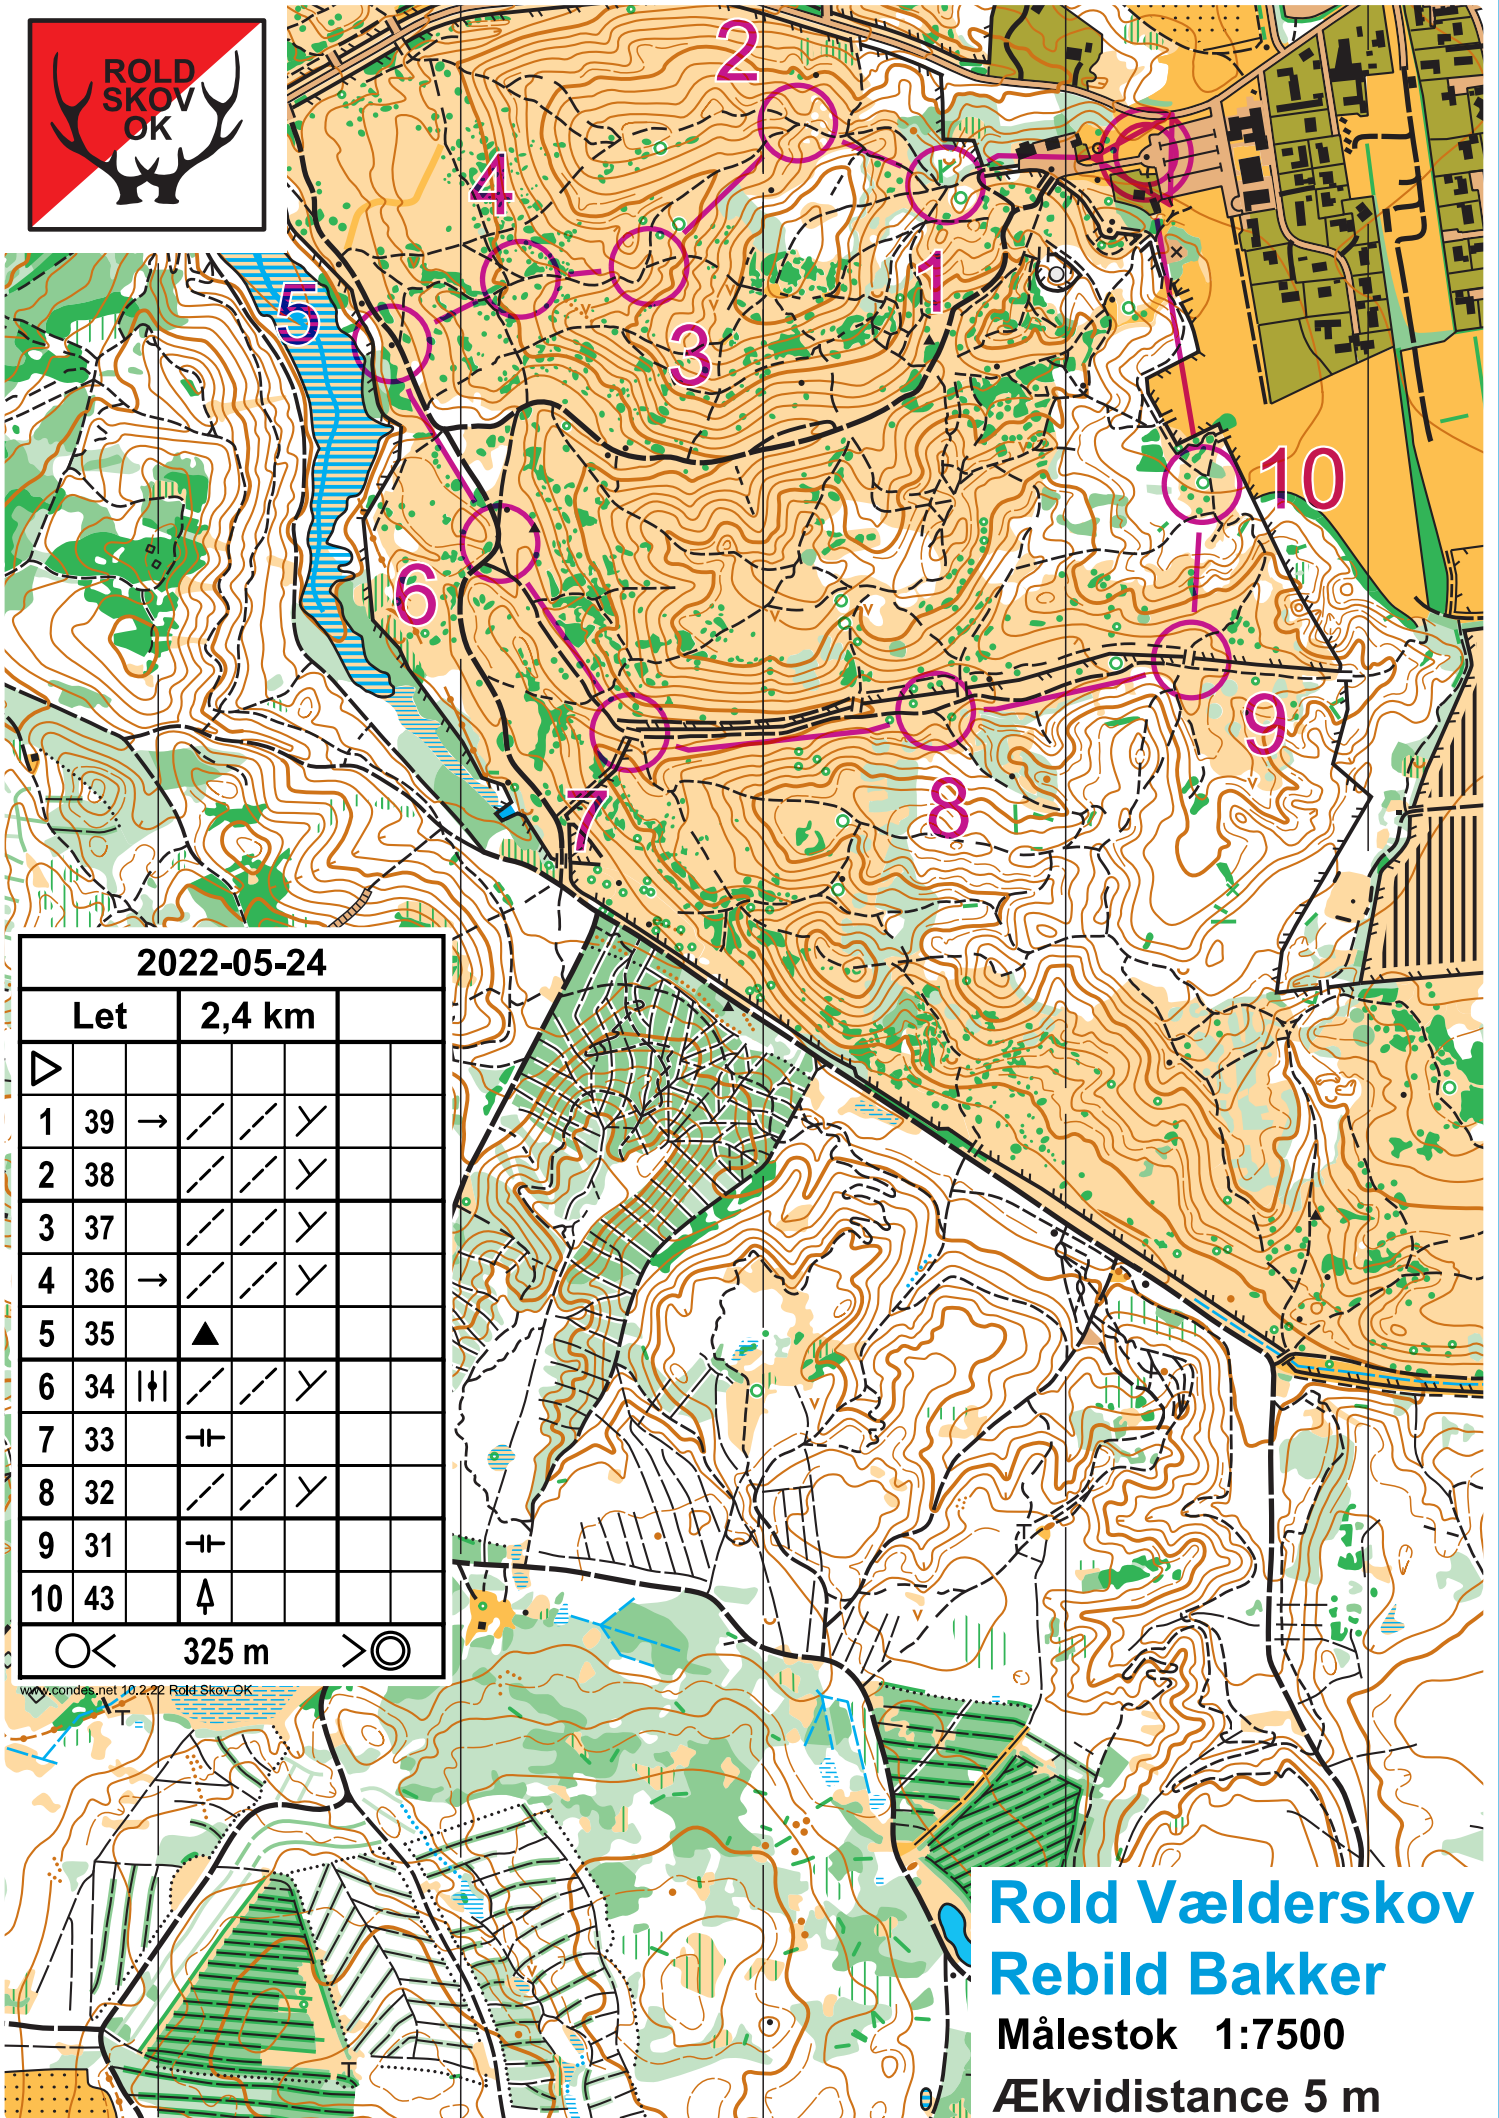 ROLD
SKOV
OK
2
4
5
1
3
10
6
9
7
8
2022-05-24
Let 2,4 km
1 39
2 38
3 37
4 36
5 35
6 34
7 33
8 32
9 31
10 43
325 m
www.condes.net 10.2.22 Rold Skov OK
Rold Vælderskov
Rebild Bakker
Målestok 1:7500
Ækvidistance 5 m